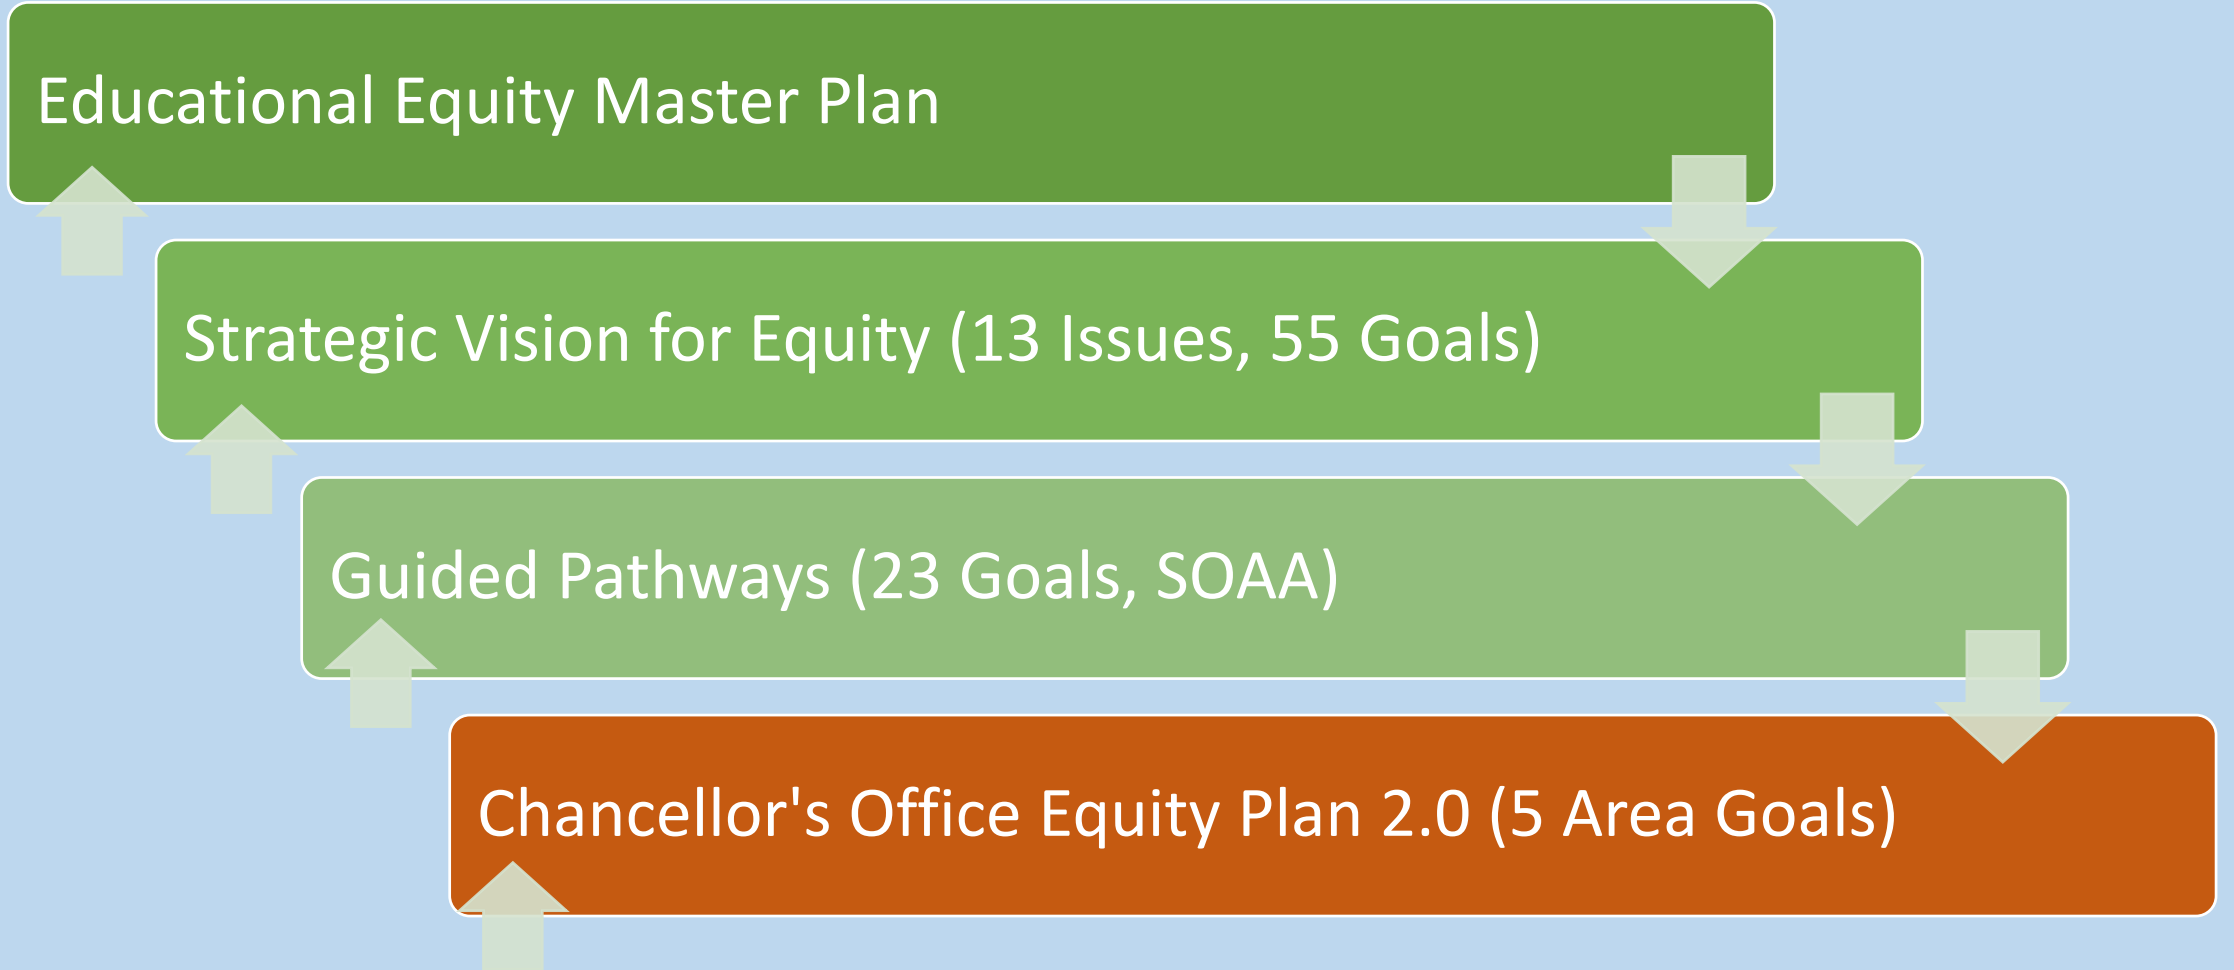 Educational Equity Master Plan
Strategic Vision for Equity (13 Issues, 55 Goals)
Guided Pathways (23 Goals, SOAA)
Chancellor's Office Equity Plan 2.0 (5 Area Goals)